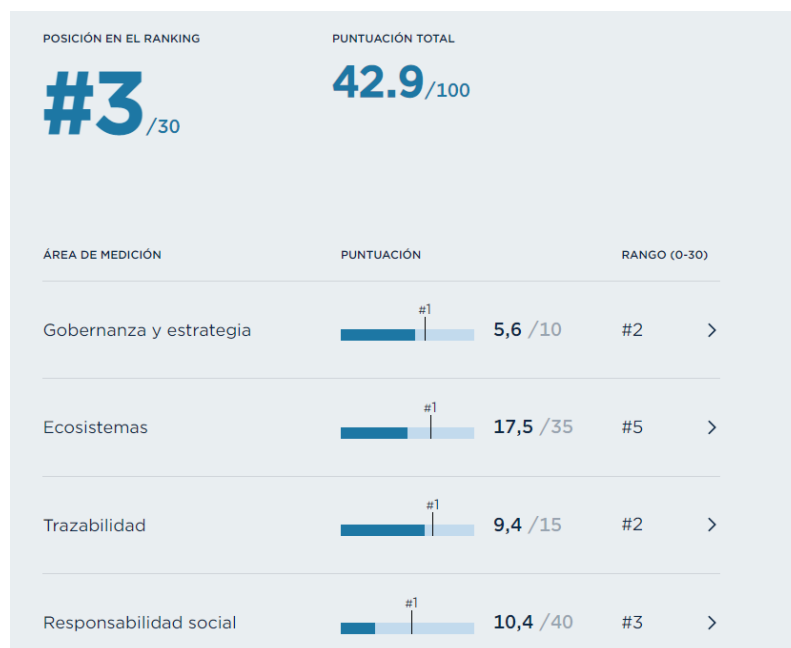 POSICIÓN EN EL RANKING
PUNTUACIÓN TOTAL
#3/30
42.9/100
ÁREA DE MEDICIÓN
PUNTUACIÓN
RANGO (0-30)
#1
Gobernanza y estrategia
5,6 /10
#2
#1
Ecosistemas
17,5 /35
#5
#1
Trazabilidad
9,4 /15
#2
#1
Responsabilidad social
10,4 /40
#3